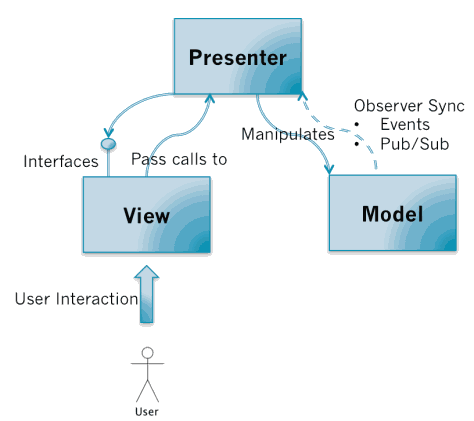 Presenter
Observer Sync
• Events
• Pub/Sub
Manipulates
Interfaces
Pass calls to
View
Model
User Interaction
User